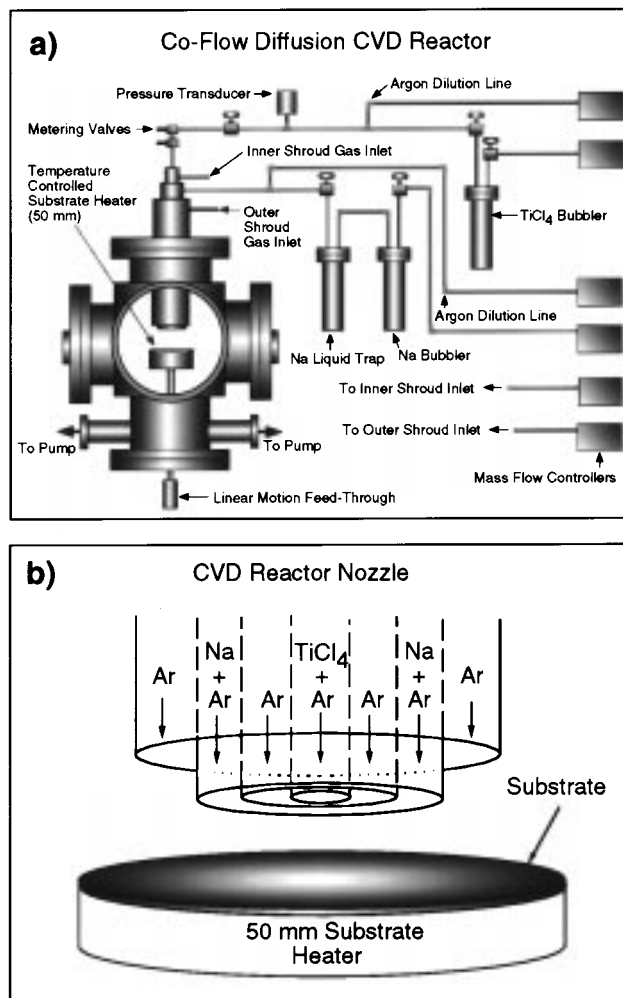 a)
Co-Flow Diffusion CVD Reactor
Pressure Transducer
Argon Dilution Line
Metering Valves
Inner Shroud Gas Inlet
Temperature
Controlled
Substrate Heater
(50 mm)
Outer
Shroud Gas
Inlet
TiCl4 Bubbler
Argon Dilution Line
Na Liquid Trap
Na Bubbler
To Inner Shroud Inlet
To Outer Shroud Inlet
To Pump
To Pump
Mass Flow Controllers
Linear Motion Feed-Through
b)
CVD Reactor Nozzle
Ar
Na
+
Ar
Ar
TiCl4
+
Ar
Ar
Na
+
Ar
Ar
Substrate
50 mm Substrate
Heater